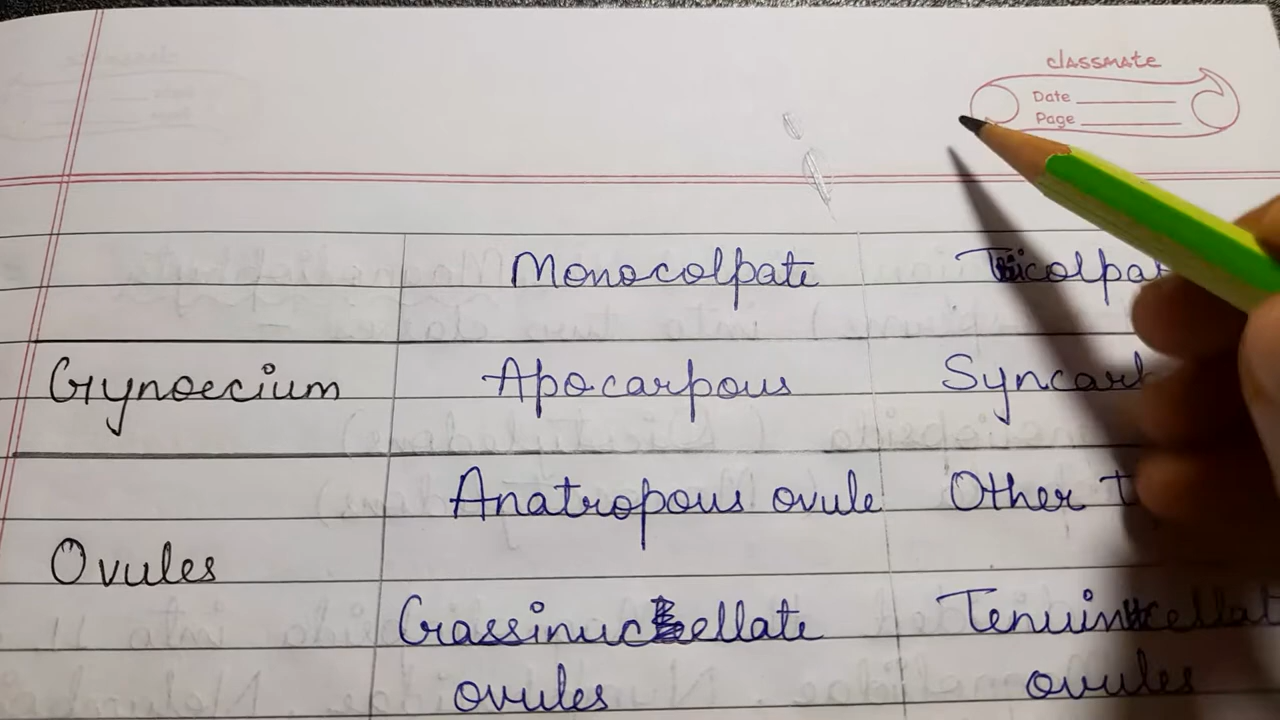 classmate
Date
Page
Monocolpate
Gynoecium Apocarpous
Anatropous ovule Other
Ovules
Crassinucellate
ovules ovules